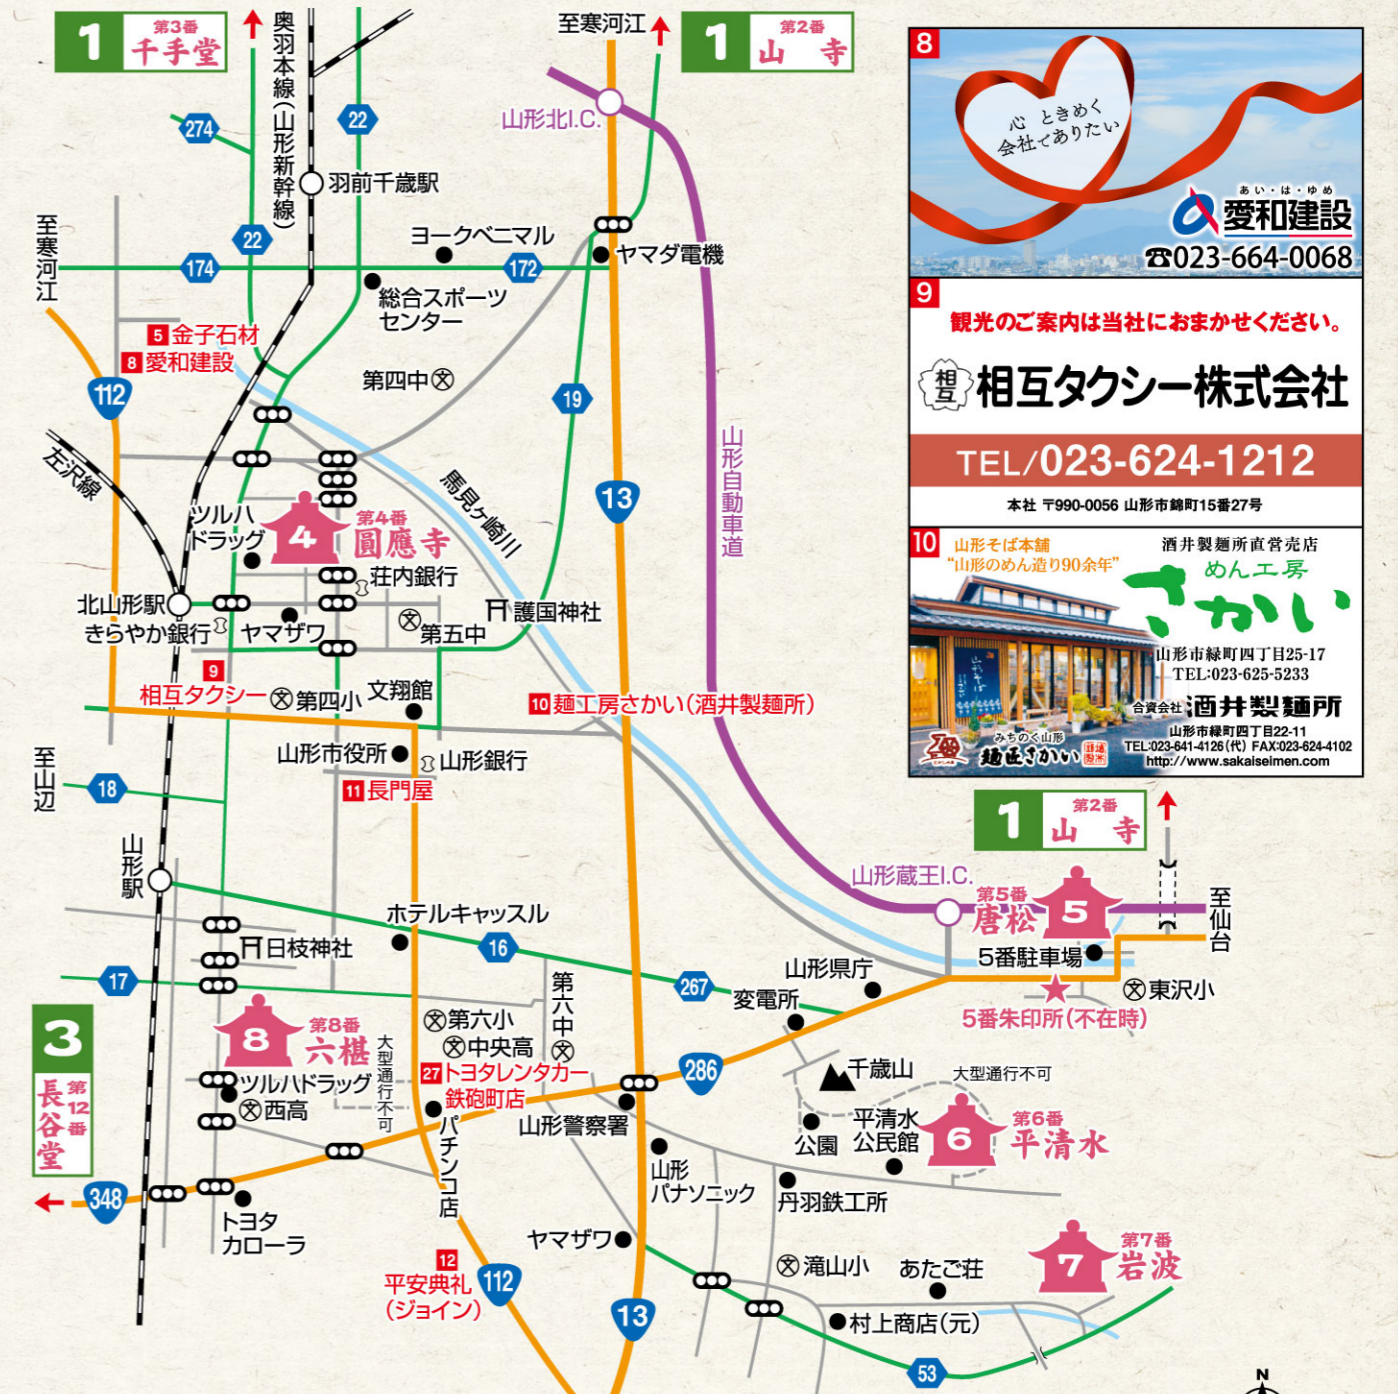 1
第3番
千手堂
奥羽本線(山形新幹線)
274
22
羽前千歳駅
至寒河江
1
第2番
山 寺
山形北I.C.
至寒河江
22
174
ヨークベニマル
172
ヤマダ電機
総合スポーツ
センター
5 金子石材
8 愛和建設
112
第四中 文
19
左沢線
馬見ヶ崎川
13
山形自動車道
ツルハ
ドラッグ
4
第4番
圓應寺
荘内銀行
北山形駅
きらやか銀行
ヤマザワ
文
第五中
護国神社
9
相互タクシー
文 第四小
文翔館
10 麺工房さかい(酒井製麺所)
山形市役所
山形銀行
11 長門屋
至山辺
18
山形駅
ホテルキャッスル
16
日枝神社
17
267
第六中
文
山形県庁
変電所
山形蔵王I.C.
第5番
唐松
5
5番駐車場
至仙台
1
第2番
山 寺
文 東沢小
5番朱印所(不在時)
3
第12番
長谷堂
8
第8番
六椹
大型通行不可
文 第六小
文 中央高
27 トヨタレンタカー
鉄砲町店
ツルハドラッグ
文 西高
286
千歳山
大型通行不可
山形警察署
公園
平清水
公民館
6
第6番
平清水
パチンコ店
山形
パナソニック
丹羽鉄工所
348
トヨタ
カローラ
12
平安典礼
(ジョイン)
112
ヤマザワ
13
文 滝山小
あたご荘
7
第7番
岩波
村上商店(元)
53
N
8
心 ときめく
会社でありたい
あい・は・ゆめ
愛和建設
☎023-664-0068
9
観光のご案内は当社におまかせください。
相互
相互タクシー株式会社
TEL/023-624-1212
本社 〒990-0056 山形市錦町15番27号
10
山形そば本舗
“山形のめん造り90余年”
酒井製麺所直営売店
めん工房
さかい
山形市緑町四丁目25-17
TEL:023-625-5233
合資会社 酒井製麺所
みちのく山形
麺匠さかい
山形市緑町四丁目22-11
TEL:023-641-4126(代) FAX:023-624-4102
http://www.sakaiseimen.com